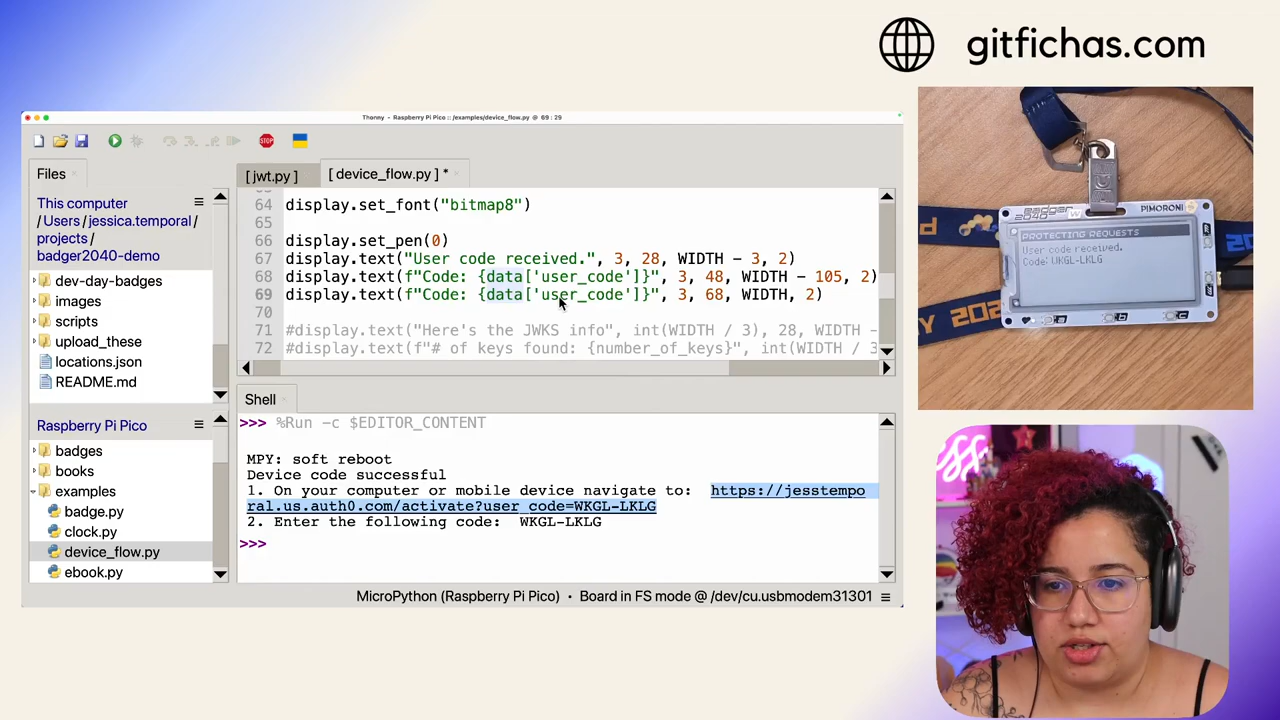 gitfichas.com
Thonny - Raspberry Pi Pico :: /examples/device_flow.py @ 69 : 29
Files
This computer
/ Users / jessica.temporal /
projects /
badger2040-demo
dev-day-badges
images
scripts
upload_these
locations.json
README.md
Raspberry Pi Pico
badges
books
examples
badge.py
clock.py
device_flow.py
ebook.py
[ jwt.py ]
[ device_flow.py ] *
64 display.set_font("bitmap8")
65
66 display.set_pen(0)
67 display.text("User code received.", 3, 28, WIDTH - 3, 2)
68 display.text(f"Code: {data['user_code']}", 3, 48, WIDTH - 105, 2)
69 display.text(f"Code: {data['user_code']}", 3, 68, WIDTH, 2)
70
71 #display.text("Here's the JWKS info", int(WIDTH / 3), 28, WIDTH -
72 #display.text(f"# of keys found: {number_of_keys}", int(WIDTH / 3
Shell
>>> %Run -c $EDITOR_CONTENT
MPY: soft reboot
Device code successful
1. On your computer or mobile device navigate to: https://jesstempo
ral.us.auth0.com/activate?user_code=WKGL-LKLG
2. Enter the following code: WKGL-LKLG
>>>
MicroPython (Raspberry Pi Pico) • Board in FS mode @ /dev/cu.usbmodem31301
badger
2040 W
PIMORONI
PROTECTING REQUESTS
User code received.
Code: WKGL-LKLG
a
b
c